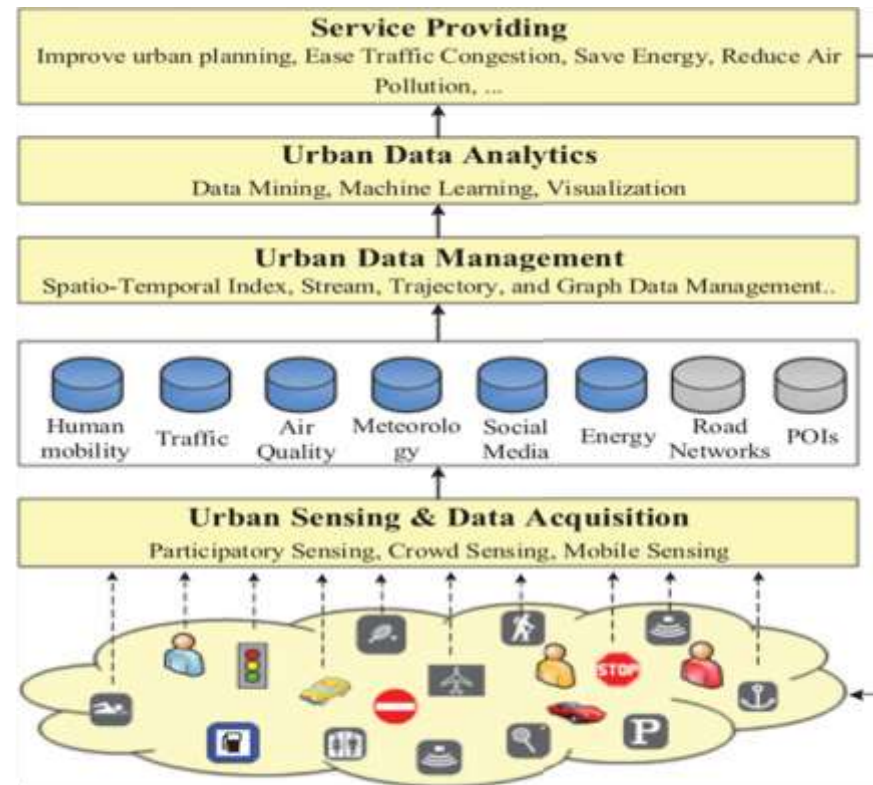 Service Providing
Improve urban planning, Ease Traffic Congestion, Save Energy, Reduce Air
Pollution, ...
Urban Data Analytics
Data Mining, Machine Learning, Visualization
Urban Data Management
Spatio-Temporal Index, Stream, Trajectory, and Graph Data Management..
Human
mobility
Traffic
Air
Quality
Meteorolo
gy
Social
Media
Energy
Road
Networks
POIs
Urban Sensing & Data Acquisition
Participatory Sensing, Crowd Sensing, Mobile Sensing
STOP
P